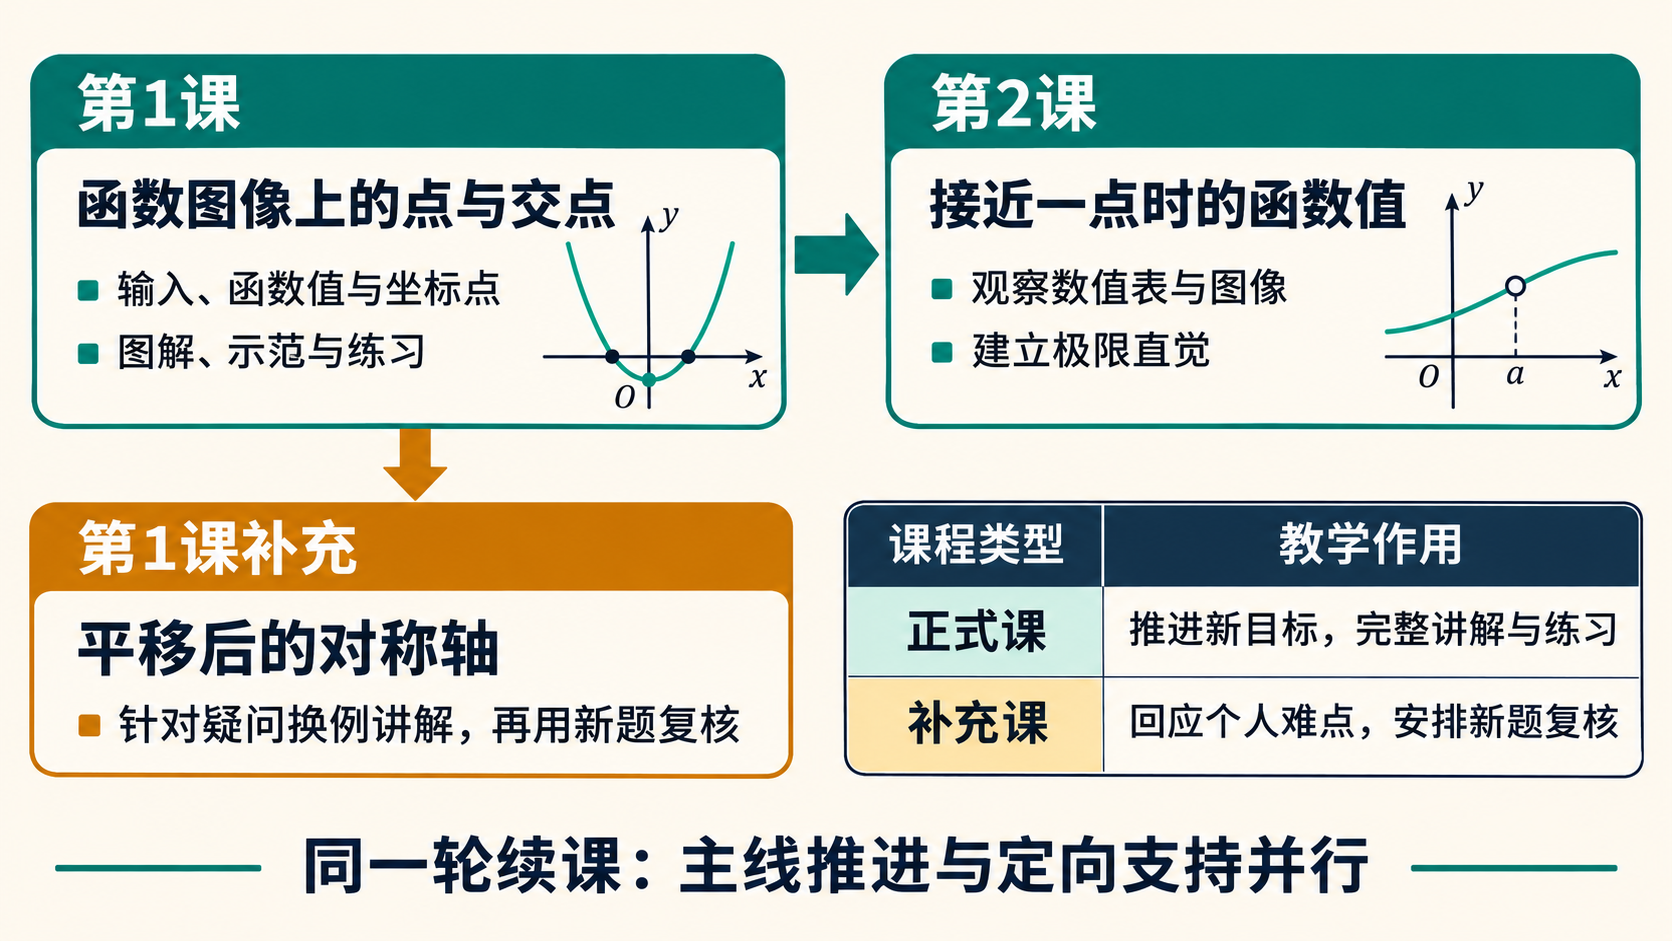 第1课
函数图像上的点与交点
输入、函数值与坐标点
图解、示范与练习
y
x
O
第2课
接近一点时的函数值
观察数值表与图像
建立极限直觉
y
O
a
x
第1课补充
平移后的对称轴
针对疑问换例讲解，再用新题复核
课程类型 教学作用
正式课 推进新目标，完整讲解与练习
补充课 回应个人难点，安排新题复核
同一轮续课：主线推进与定向支持并行